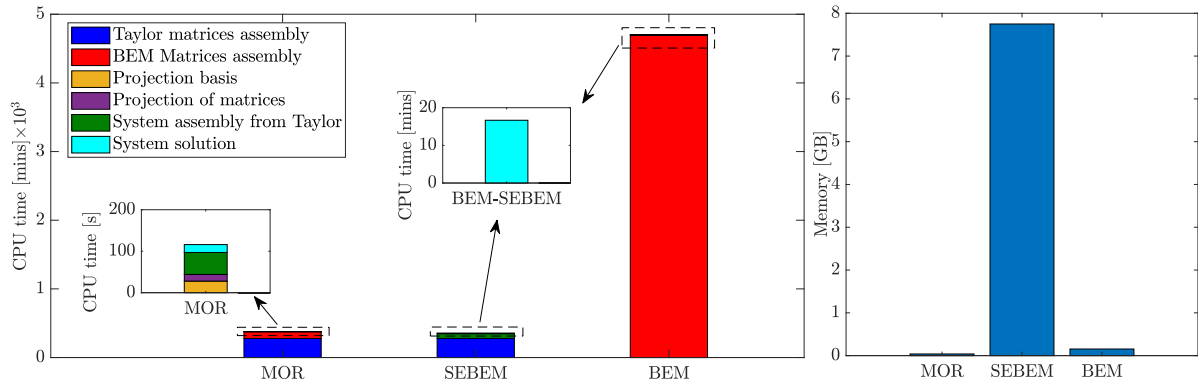 5
4
3
2
1
0
CPU time [mins]×10³
Taylor matrices assembly
BEM Matrices assembly
Projection basis
Projection of matrices
System assembly from Taylor
System solution
200
100
0
CPU time [s]
MOR
20
10
0
CPU time [mins]
BEM-SEBEM
MOR
SEBEM
BEM
8
7
6
5
4
3
2
1
0
Memory [GB]
MOR
SEBEM
BEM